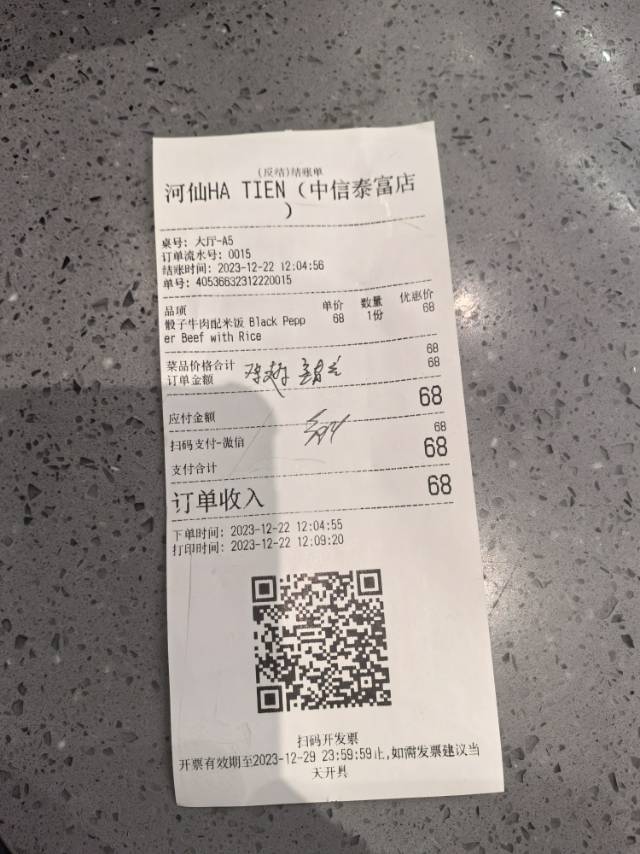 (反结)结账单
河仙HA TIEN（中信泰富店
）
桌号: 大厅-A5
订单流水号: 0015
结账时间: 2023-12-22 12:04:56
单号: 40536632312220015
品项 单价 数量 优惠价
骰子牛肉配米饭 Black Pepp 68 1份 68
er Beef with Rice
菜品价格合计 68
订单金额 68
应付金额 68
扫码支付-微信 68
支付合计 68
订单收入 68
下单时间: 2023-12-22 12:04:55
打印时间: 2023-12-22 12:09:20
扫码开发票
开票有效期至2023-12-29 23:59:59止,如需发票建议当
天开具